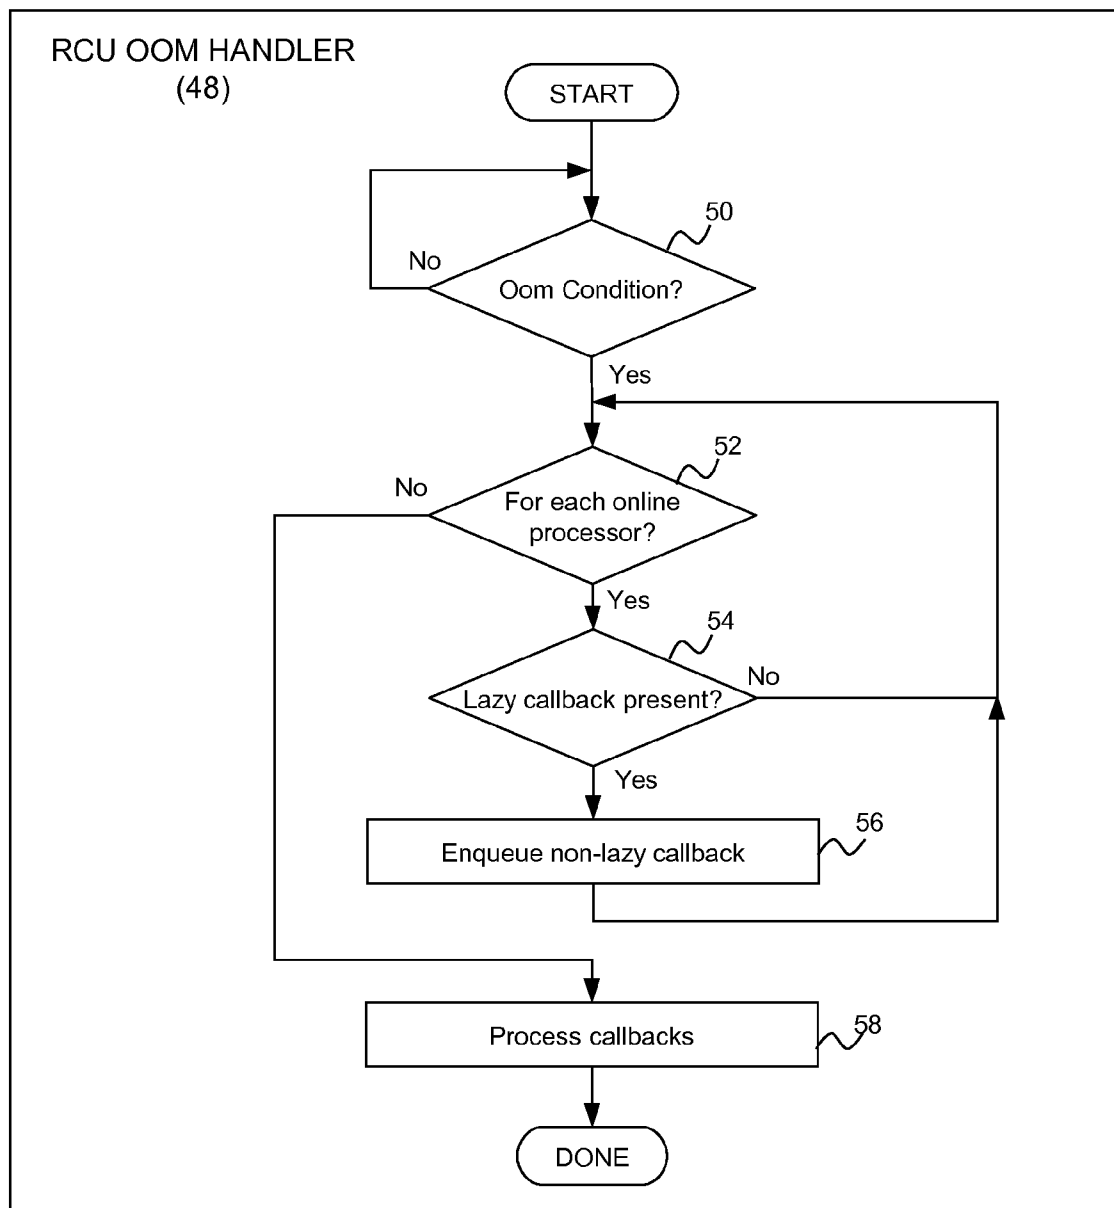 RCU OOM HANDLER
(48)
START
50
No
Oom Condition?
Yes
52
No
For each online
processor?
Yes
54
No
Lazy callback present?
Yes
56
Enqueue non-lazy callback
58
Process callbacks
DONE